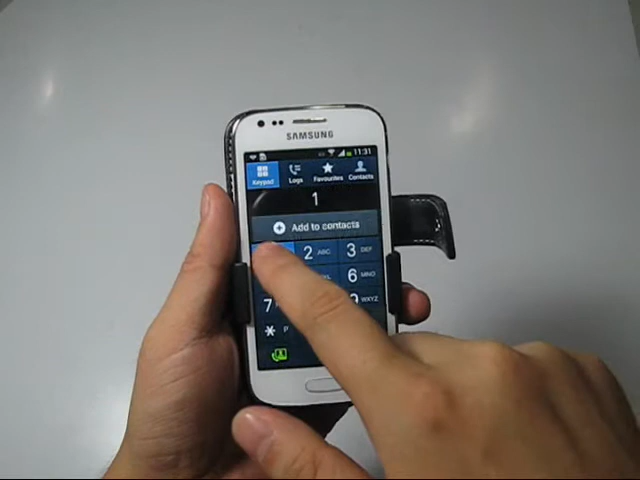 SAMSUNG
11:31
Keypad Logs Favourites Contacts
1
Add to contacts
2 ABC 3 DEF
6 MNO
7 WXYZ
* P